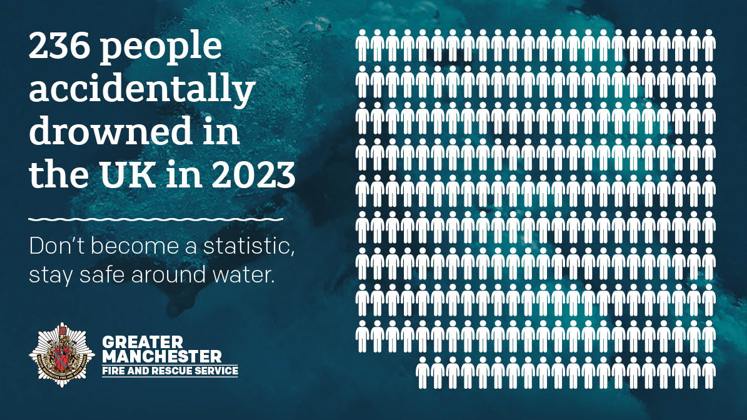 236 people
accidentally
drowned in
the UK in 2023
Don't become a statistic,
stay safe around water.
GREATER
MANCHESTER
FIRE AND RESCUE SERVICE